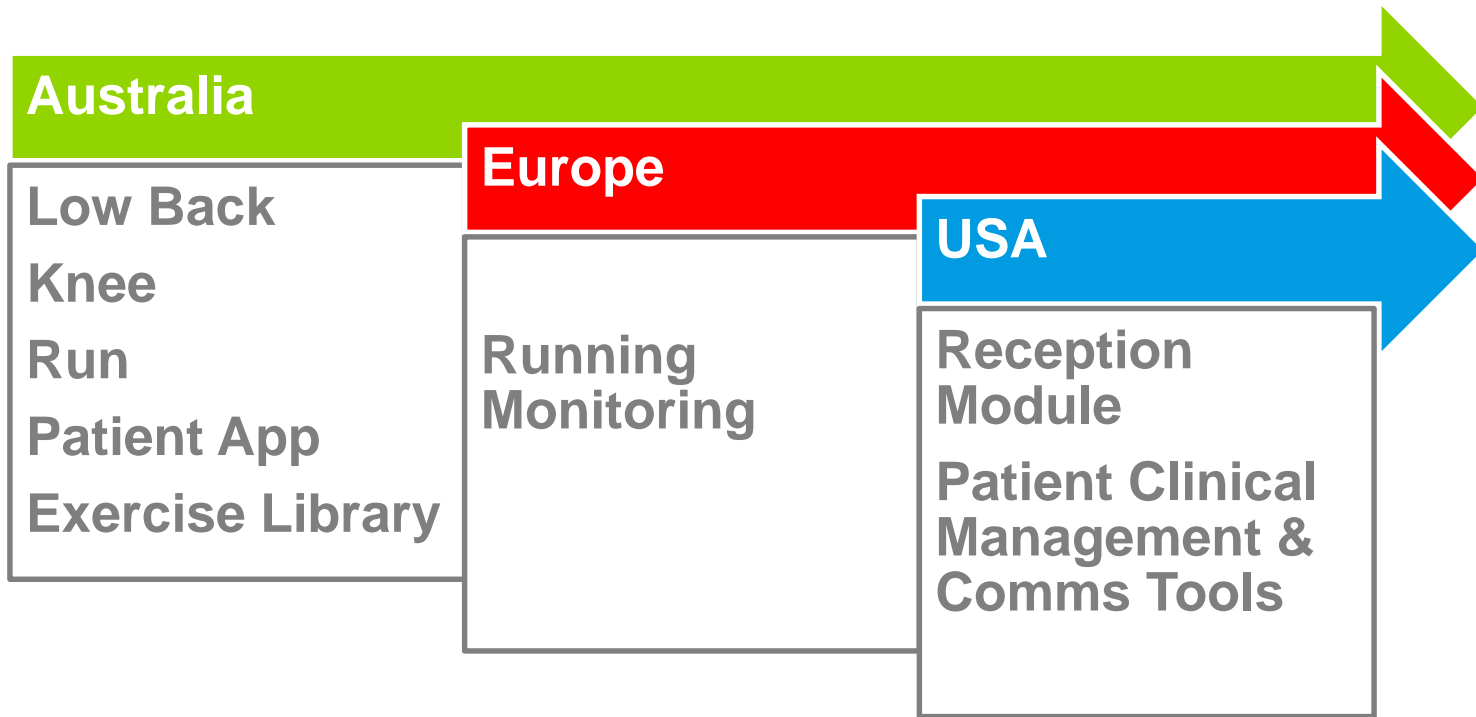 Australia
Low Back
Knee
Run
Patient App
Exercise Library
Europe
Running
Monitoring
USA
Reception
Module
Patient Clinical
Management &
Comms Tools